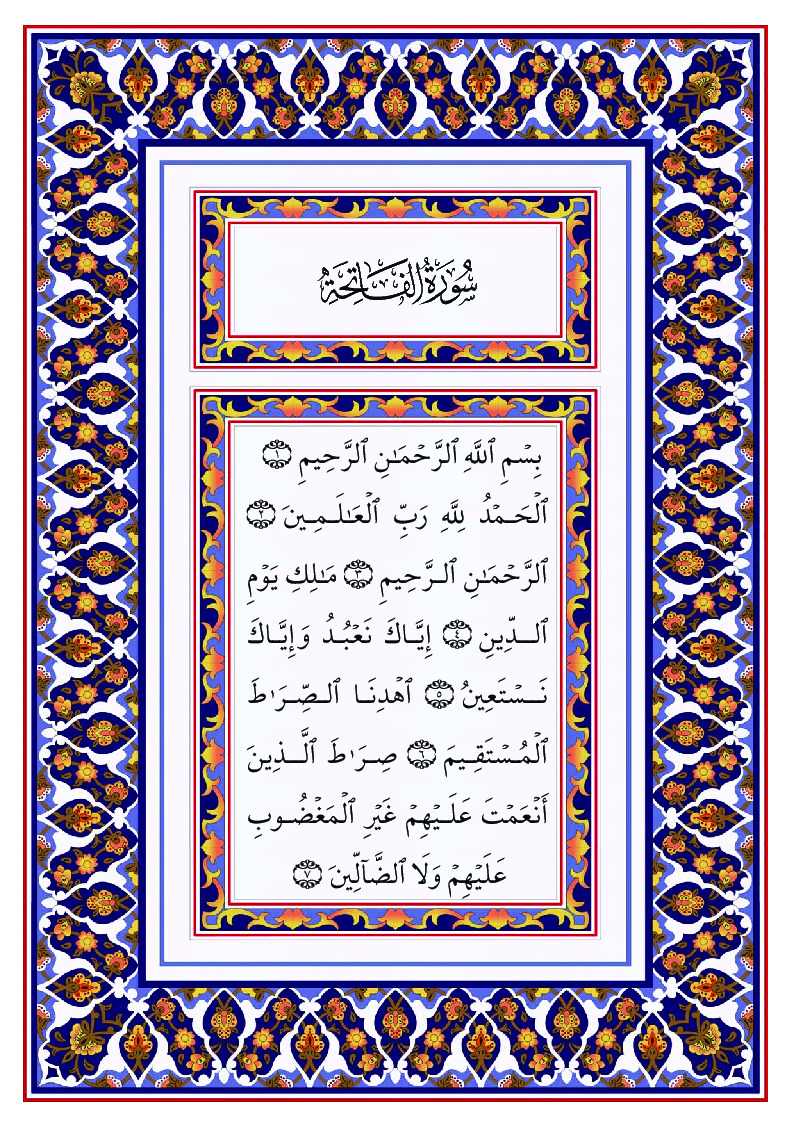 سُورَةُ ٱلْفَاتِحَةِ
بِسْمِ ٱللَّهِ ٱلرَّحْمَـٰنِ ٱلرَّحِيمِ ١
ٱلْحَمْدُ لِلَّهِ رَبِّ ٱلْعَـٰلَمِينَ ٢
ٱلرَّحْمَـٰنِ ٱلرَّحِيمِ ٣ مَـٰلِكِ يَوْمِ
ٱلدِّينِ ٤ إِيَّاكَ نَعْبُدُ وَإِيَّاكَ
نَسْتَعِينُ ٥ ٱهْدِنَا ٱلصِّرَٰطَ
ٱلْمُسْتَقِيمَ ٦ صِرَٰطَ ٱلَّذِينَ
أَنْعَمْتَ عَلَيْهِمْ غَيْرِ ٱلْمَغْضُوبِ
عَلَيْهِمْ وَلَا ٱلضَّآلِّينَ ٧